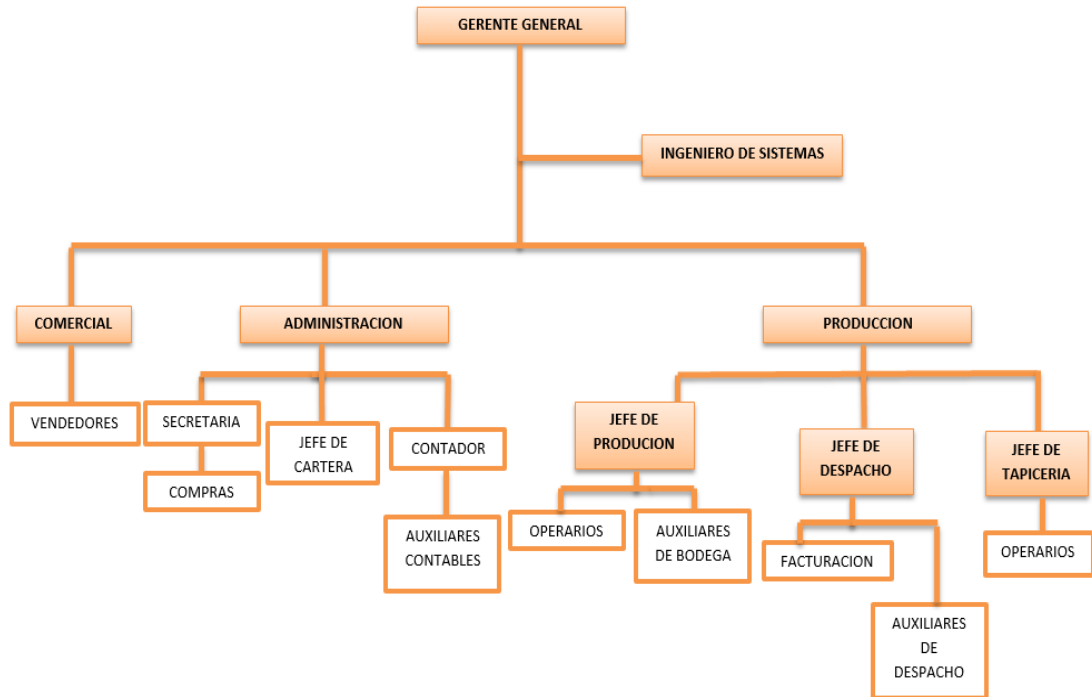 GERENTE GENERAL
INGENIERO DE SISTEMAS
COMERCIAL
ADMINISTRACION
PRODUCCION
VENDEDORES
SECRETARIA
COMPRAS
JEFE DE
CARTERA
CONTADOR
AUXILIARES
CONTABLES
JEFE DE
PRODUCION
OPERARIOS
AUXILIARES
DE BODEGA
JEFE DE
DESPACHO
FACTURACION
AUXILIARES
DE
DESPACHO
JEFE DE
TAPICERIA
OPERARIOS